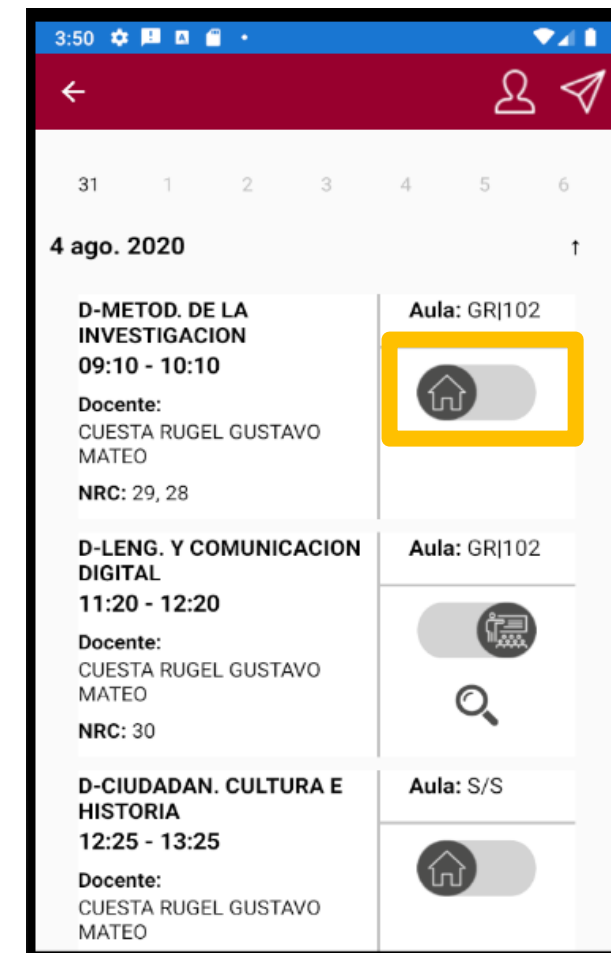 3:50
31 1 2 3 4 5 6
4 ago. 2020 ↑
D-METOD. DE LA
INVESTIGACION
09:10 - 10:10
Docente:
CUESTA RUGEL GUSTAVO
MATEO
NRC: 29, 28
Aula: GR|102
D-LENG. Y COMUNICACION
DIGITAL
11:20 - 12:20
Docente:
CUESTA RUGEL GUSTAVO
MATEO
NRC: 30
Aula: GR|102
D-CIUDADAN. CULTURA E
HISTORIA
12:25 - 13:25
Docente:
CUESTA RUGEL GUSTAVO
MATEO
Aula: S/S